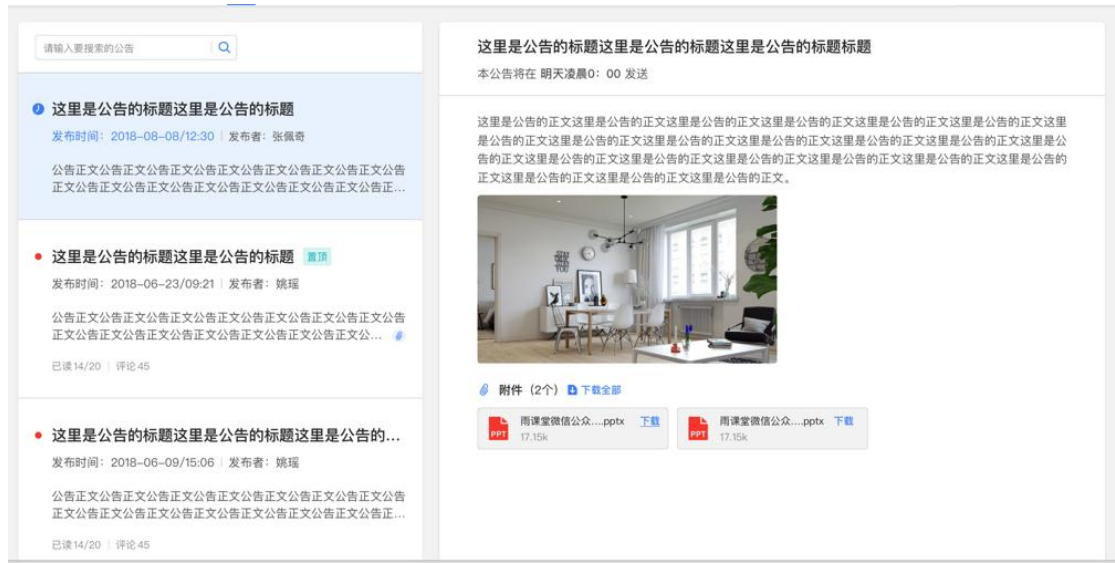 请输入要搜索的公告
这里是公告的标题这里是公告的标题
发布时间：2018-08-08/12:30 | 发布者：张佩奇
公告正文公告正文公告正文公告正文公告正文公告正文公告正文公告
正文公告正文公告正文公告正文公告正文公告正文公告正文公告正...
这里是公告的标题这里是公告的标题 置顶
发布时间：2018-06-23/09:21 | 发布者：姚瑶
公告正文公告正文公告正文公告正文公告正文公告正文公告正文公告
正文公告正文公告正文公告正文公告正文公告正文公告正文公...
已读14/20 | 评论45
这里是公告的标题这里是公告的标题这里是公告的...
发布时间：2018-06-09/15:06 | 发布者：姚瑶
公告正文公告正文公告正文公告正文公告正文公告正文公告正文公告
正文公告正文公告正文公告正文公告正文公告正文公告正文公告正...
已读14/20 | 评论45
这里是公告的标题这里是公告的标题这里是公告的标题标题
本公告将在 明天凌晨0：00 发送
这里是公告的正文这里是公告的正文这里是公告的正文这里是公告的正文这里是公告的正文这里是公告的正文这里
是公告的正文这里是公告的正文这里是公告的正文这里是公告的正文这里是公告的正文这里是公告的正文这里是公
告的正文这里是公告的正文这里是公告的正文这里是公告的正文这里是公告的正文这里是公告的正文这里是公告的
正文这里是公告的正文这里是公告的正文这里是公告的正文。
附件（2个） 下载全部
雨课堂微信公众....pptx 下载
PPT
17.15k
雨课堂微信公众....pptx 下载
PPT
17.15k